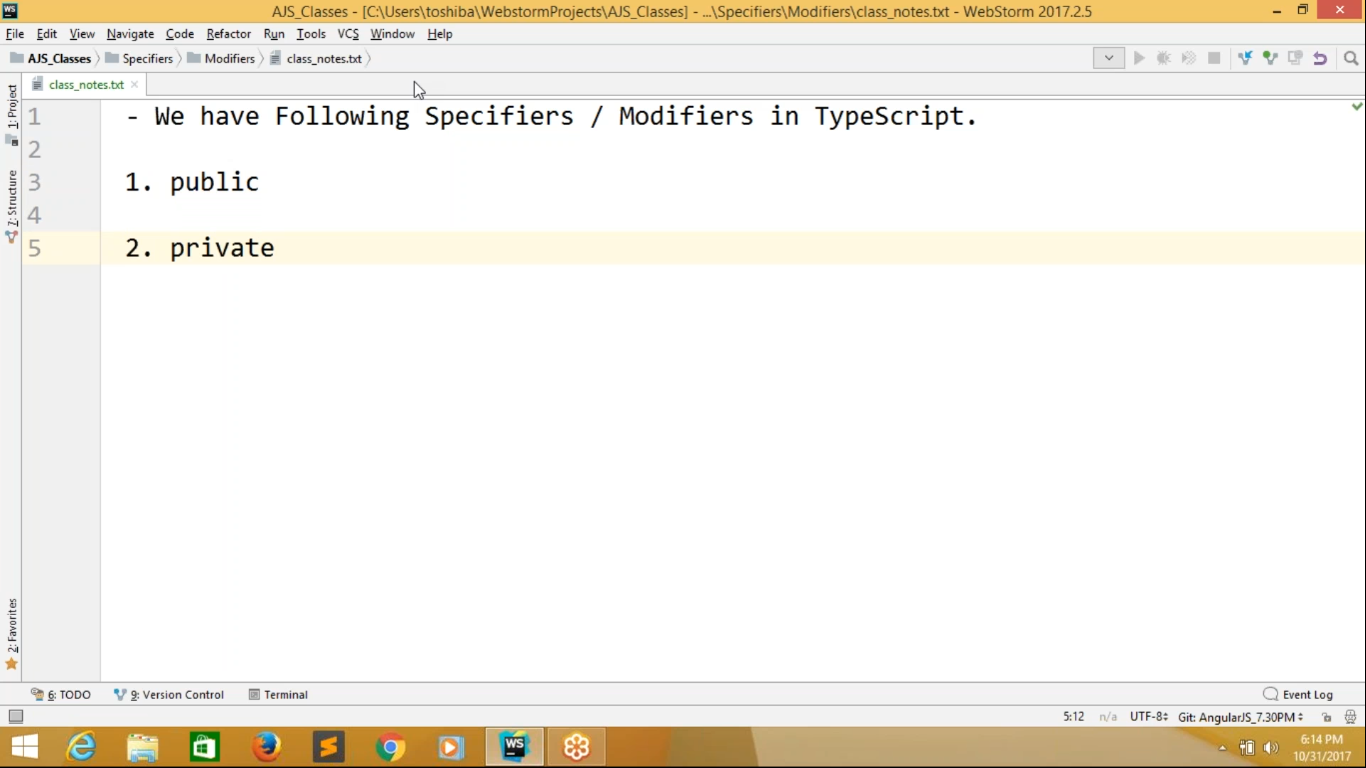 WS AJS_Classes - [C:\Users\toshiba\WebstormProjects\AJS_Classes] - ...\Specifiers\Modifiers\class_notes.txt - WebStorm 2017.2.5
File Edit View Navigate Code Refactor Run Tools VCS Window Help
AJS_Classes Specifiers Modifiers class_notes.txt
class_notes.txt
1: Project
7: Structure
2: Favorites
1 - We have Following Specifiers / Modifiers in TypeScript.
2
3 1. public
4
5 2. private
6: TODO 9: Version Control Terminal Event Log
5:12 n/a UTF-8 Git: AngularJS_7.30PM
WS
6:14 PM
10/31/2017